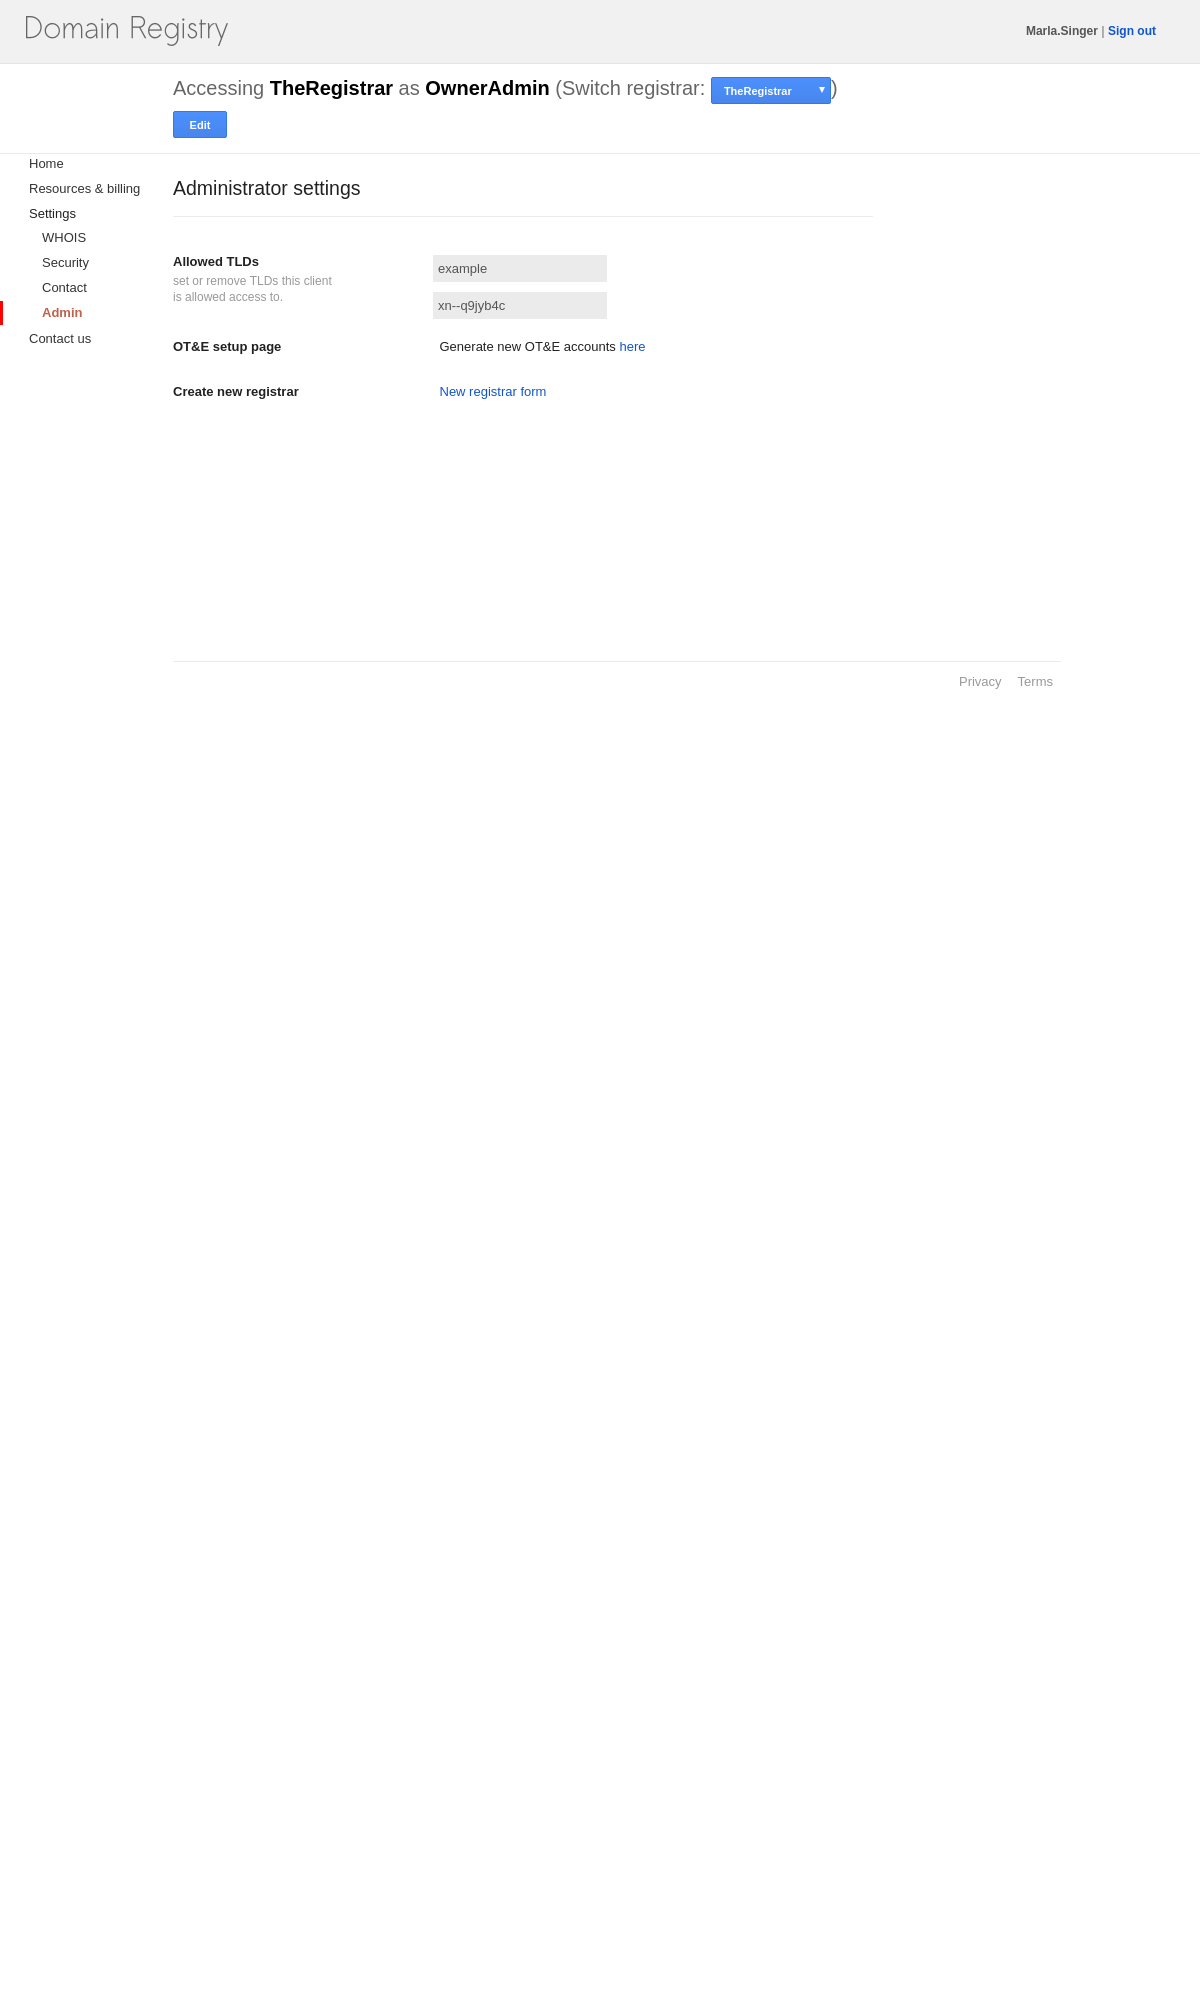 Domain Registry
Marla.Singer | Sign out
Accessing TheRegistrar as OwnerAdmin (Switch registrar: TheRegistrar ▼)
Edit
Home
Resources & billing
Settings
WHOIS
Security
Contact
Admin
Contact us
Administrator settings
Allowed TLDs
set or remove TLDs this client
is allowed access to.
example
xn--q9jyb4c
OT&E setup page
Generate new OT&E accounts here
Create new registrar
New registrar form
Privacy Terms